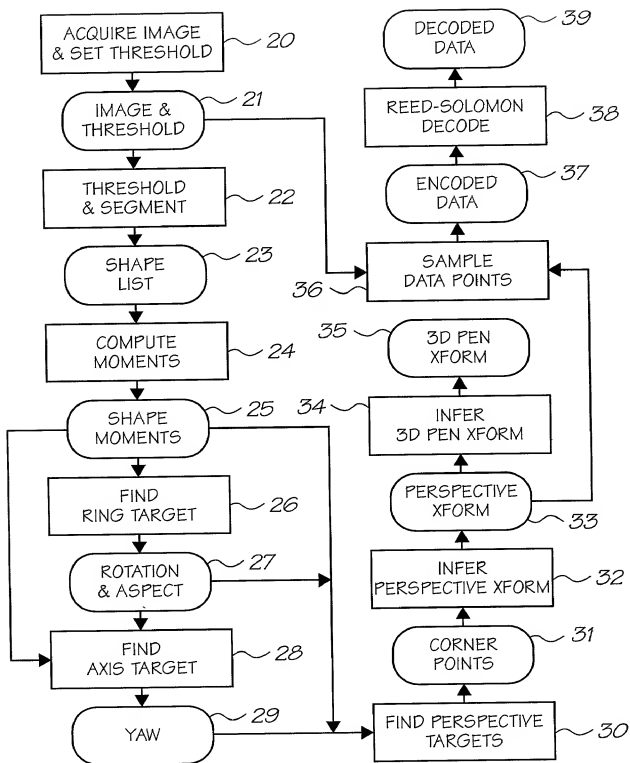 ACQUIRE IMAGE
& SET THRESHOLD
20
IMAGE &
THRESHOLD
21
THRESHOLD
& SEGMENT
22
SHAPE
LIST
23
COMPUTE
MOMENTS
24
SHAPE
MOMENTS
25
FIND
RING TARGET
26
ROTATION
& ASPECT
27
FIND
AXIS TARGET
28
YAW
29
FIND PERSPECTIVE
TARGETS
30
CORNER
POINTS
31
INFER
PERSPECTIVE XFORM
32
PERSPECTIVE
XFORM
33
INFER
3D PEN XFORM
34
3D PEN
XFORM
35
SAMPLE
DATA POINTS
36
ENCODED
DATA
37
REED-SOLOMON
DECODE
38
DECODED
DATA
39